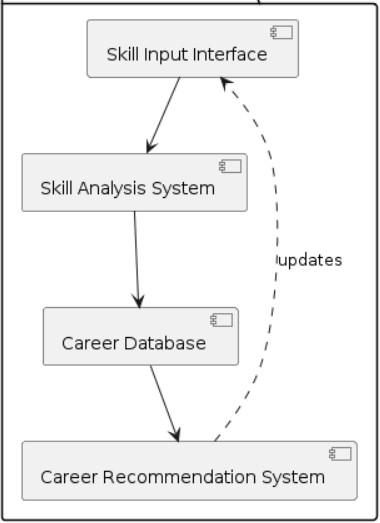 Skill Input Interface
Skill Analysis System
updates
Career Database
Career Recommendation System